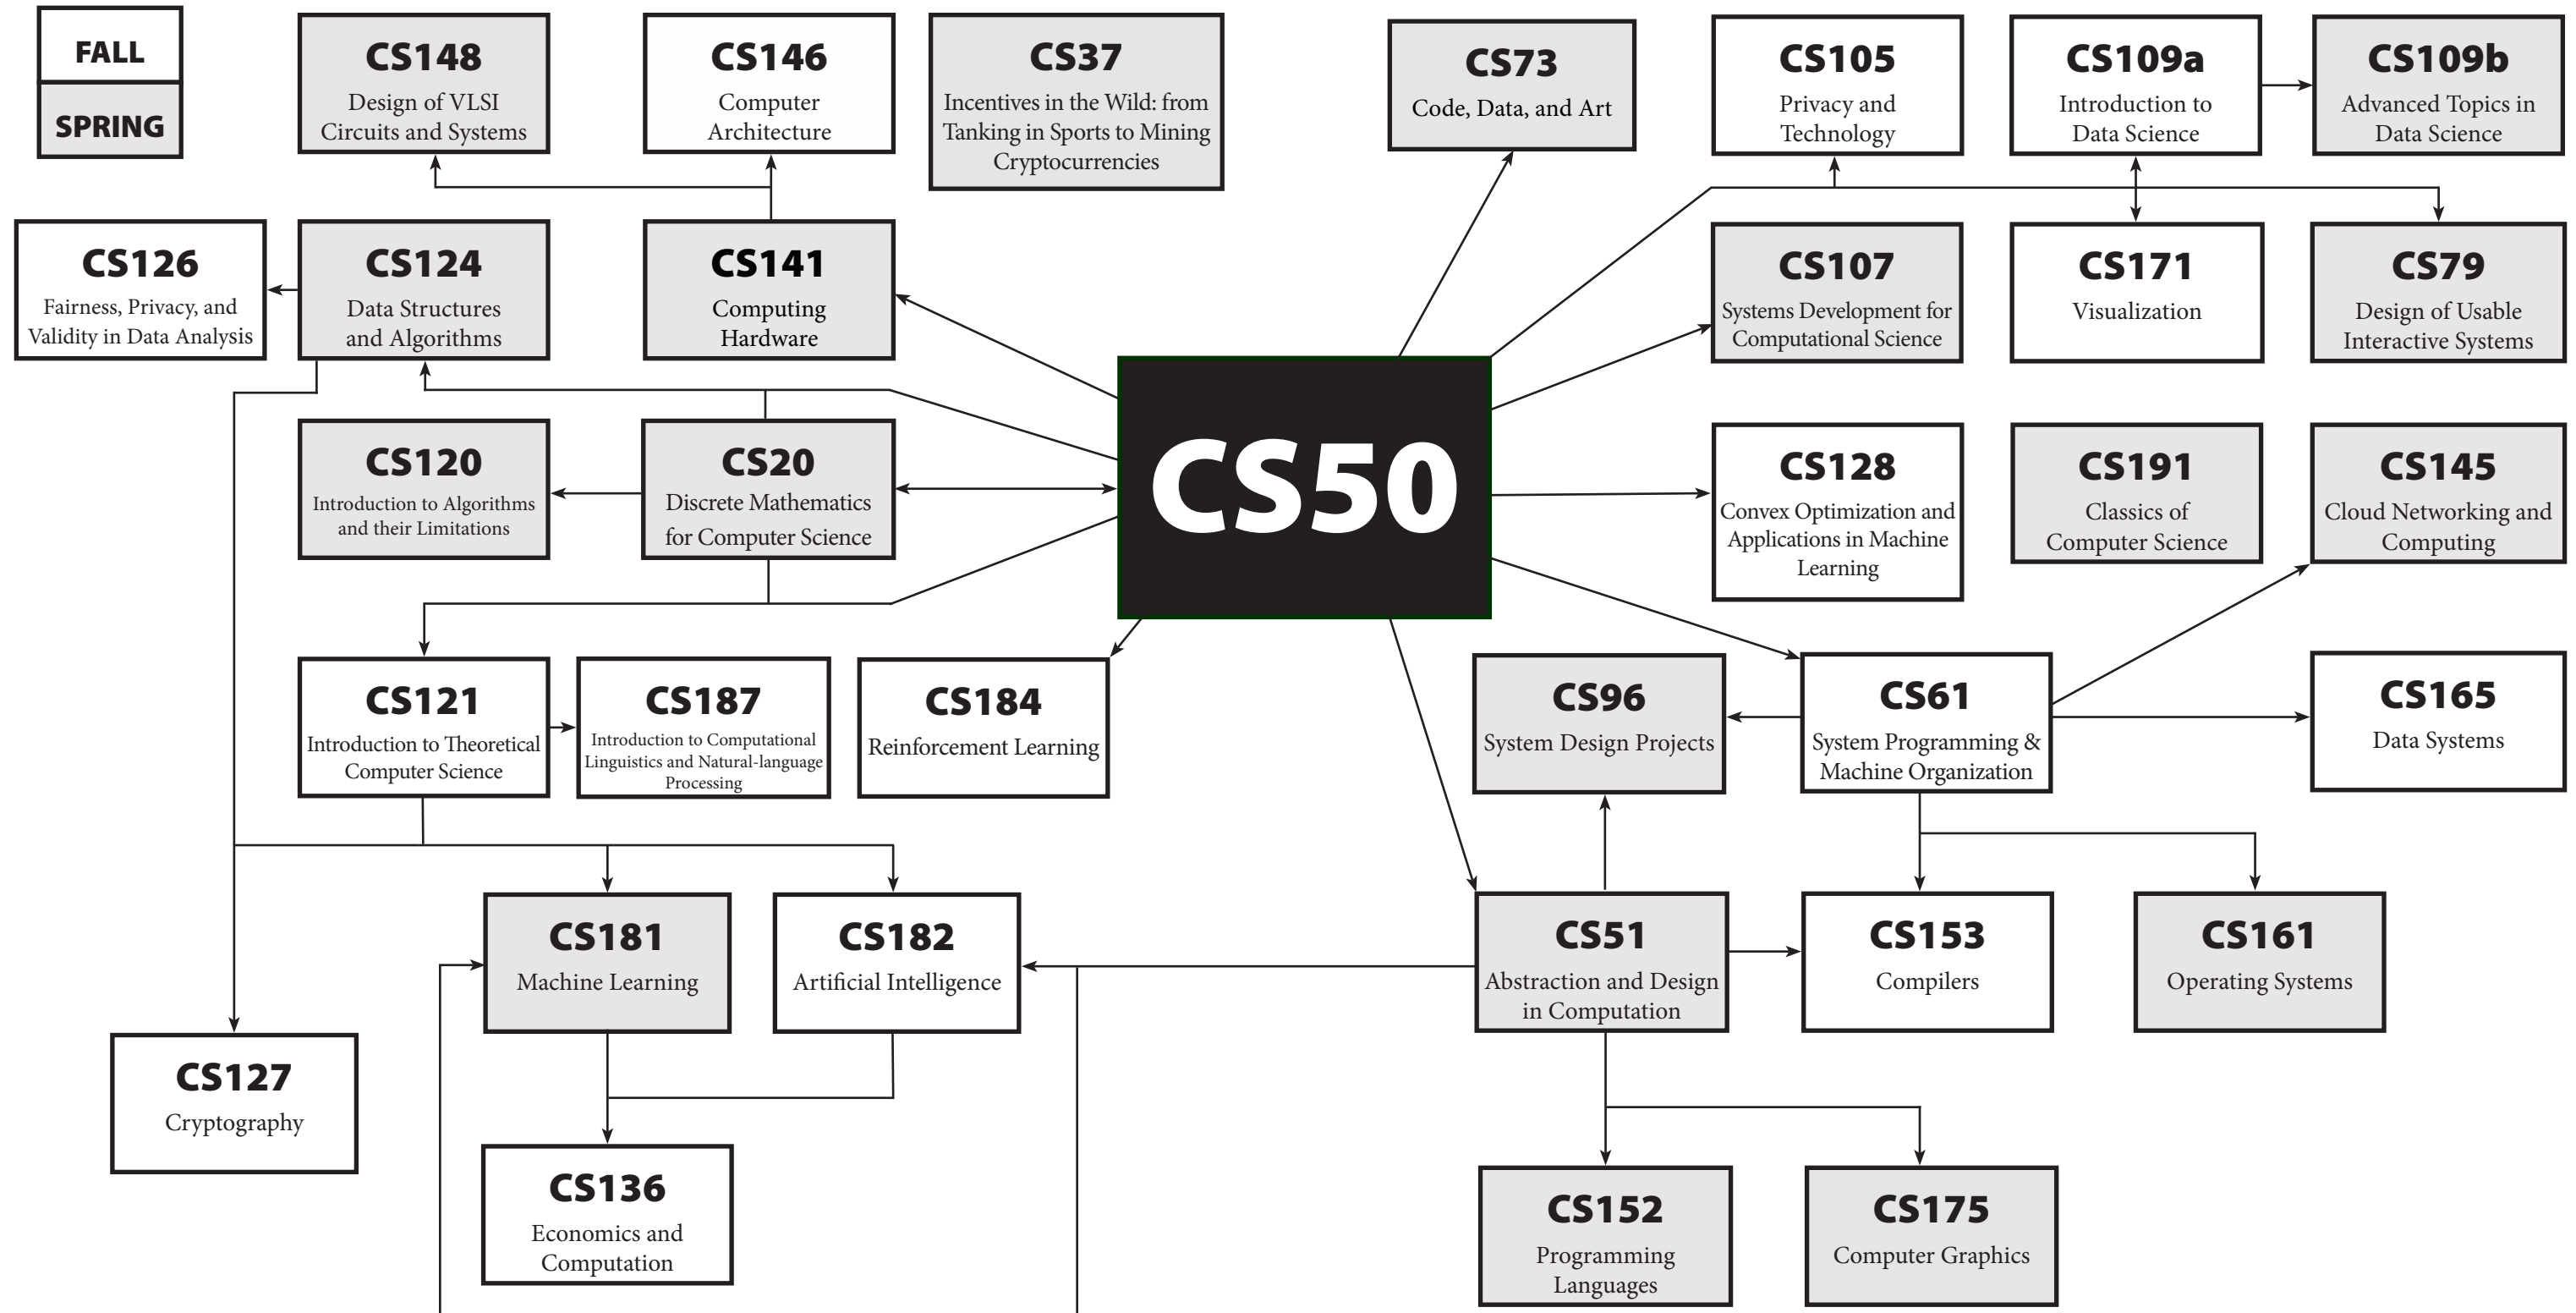 FALL
SPRING
CS148
Design of VLSI
Circuits and Systems
CS146
Computer
Architecture
CS37
Incentives in the Wild: from
Tanking in Sports to Mining
Cryptocurrencies
CS73
Code, Data, and Art
CS105
Privacy and
Technology
CS109a
Introduction to
Data Science
CS109b
Advanced Topics in
Data Science
CS126
Fairness, Privacy, and
Validity in Data Analysis
CS124
Data Structures
and Algorithms
CS141
Computing
Hardware
CS107
Systems Development for
Computational Science
CS171
Visualization
CS79
Design of Usable
Interactive Systems
CS120
Introduction to Algorithms
and their Limitations
CS20
Discrete Mathematics
for Computer Science
CS50
CS128
Convex Optimization and
Applications in Machine
Learning
CS191
Classics of
Computer Science
CS145
Cloud Networking and
Computing
CS121
Introduction to Theoretical
Computer Science
CS187
Introduction to Computational
Linguistics and Natural-language
Processing
CS184
Reinforcement Learning
CS96
System Design Projects
CS61
System Programming &
Machine Organization
CS165
Data Systems
CS181
Machine Learning
CS182
Artificial Intelligence
CS51
Abstraction and Design
in Computation
CS153
Compilers
CS161
Operating Systems
CS127
Cryptography
CS136
Economics and
Computation
CS152
Programming
Languages
CS175
Computer Graphics